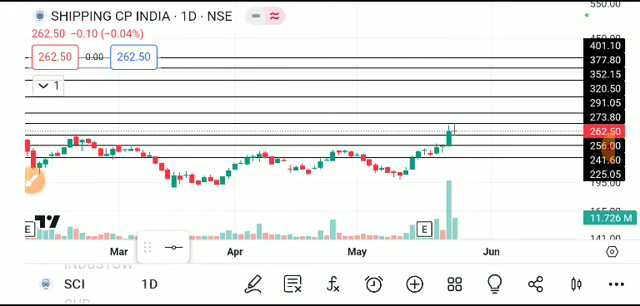 SHIPPING CP INDIA · 1D · NSE
262.50 −0.10 (−0.04%)
262.50 0.00 262.50
1
550.00
401.10
377.80
352.15
320.50
291.05
273.80
262.50
256.00
241.60
225.05
195.00
11.726 M
141.00
E
E
Mar
Apr
May
Jun
SCI 1D